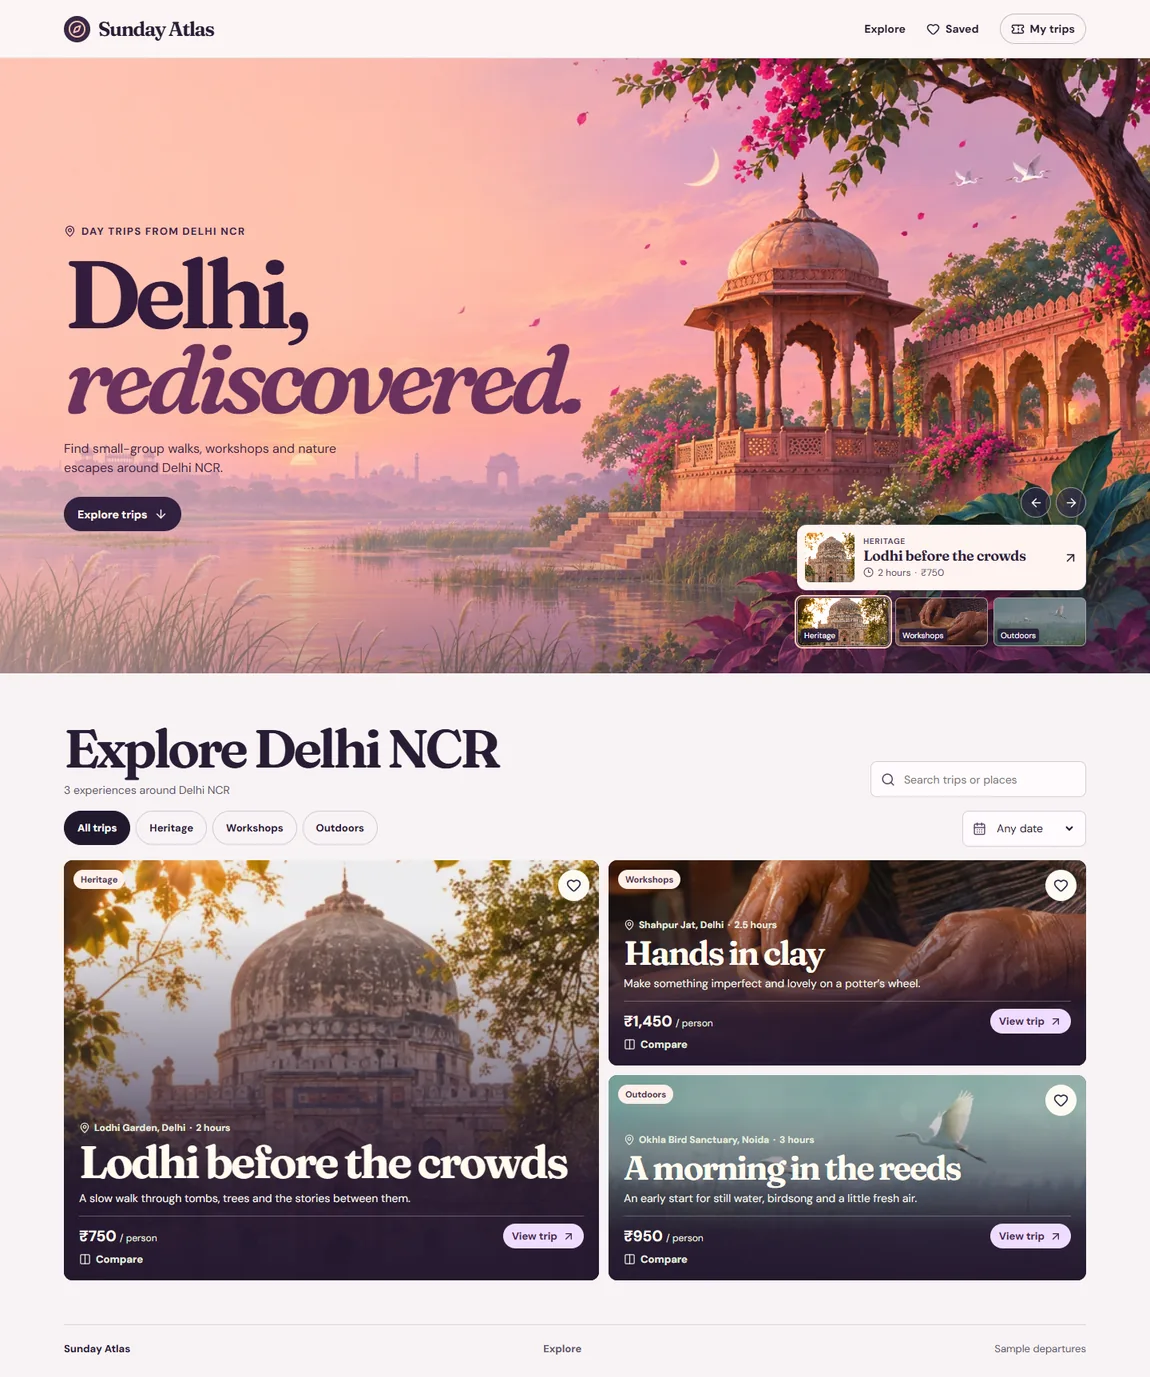 Sunday Atlas
Explore
Saved
My trips
DAY TRIPS FROM DELHI NCR
Delhi,
rediscovered.
Find small-group walks, workshops and nature
escapes around Delhi NCR.
Explore trips
HERITAGE
Lodhi before the crowds
2 hours · ₹750
Heritage
Workshops
Outdoors
Explore Delhi NCR
3 experiences around Delhi NCR
Search trips or places
All trips
Heritage
Workshops
Outdoors
Any date
Heritage
Lodhi Garden, Delhi · 2 hours
Lodhi before the crowds
A slow walk through tombs, trees and the stories between them.
₹750 / person
View trip
Compare
Workshops
Shahpur Jat, Delhi · 2.5 hours
Hands in clay
Make something imperfect and lovely on a potter's wheel.
₹1,450 / person
View trip
Compare
Outdoors
Okhla Bird Sanctuary, Noida · 3 hours
A morning in the reeds
An early start for still water, birdsong and a little fresh air.
₹950 / person
View trip
Compare
Sunday Atlas
Explore
Sample departures